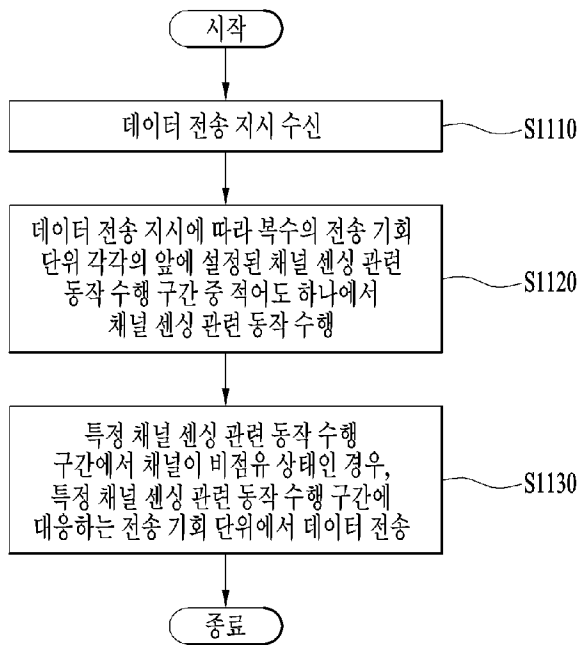 시작
데이터 전송 지시 수신
S1110
데이터 전송 지시에 따라 복수의 전송 기회
단위 각각의 앞에 설정된 채널 센싱 관련
동작 수행 구간 중 적어도 하나에서
채널 센싱 관련 동작 수행
S1120
특정 채널 센싱 관련 동작 수행
구간에서 채널이 비점유 상태인 경우,
특정 채널 센싱 관련 동작 수행 구간에
대응하는 전송 기회 단위에서 데이터 전송
S1130
종료